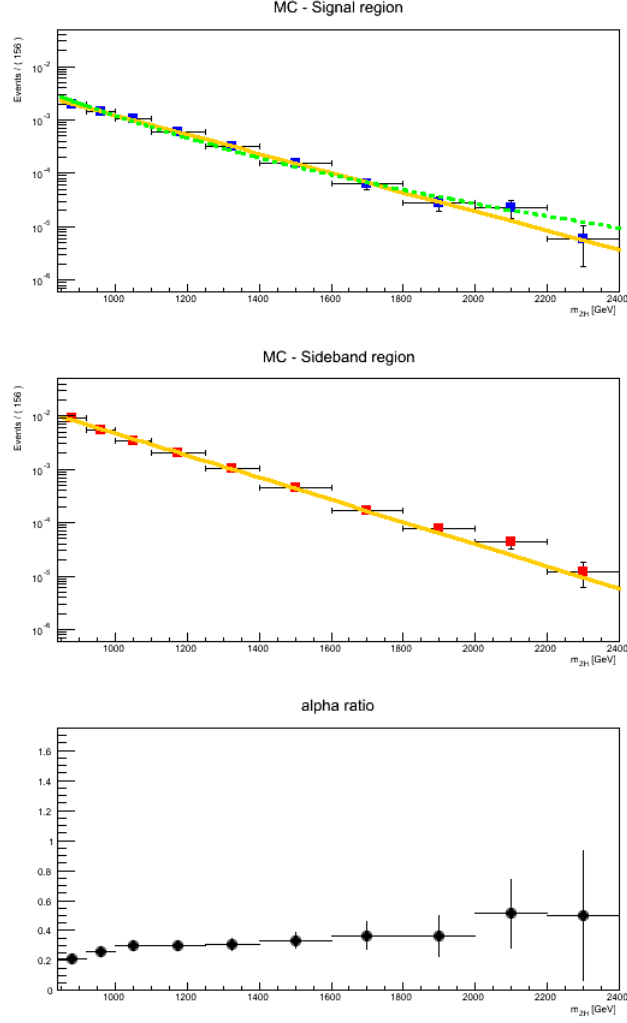 MC - Signal region
Events / ( 156 )
10⁻²
10⁻³
10⁻⁴
10⁻⁵
10⁻⁶
1000 1200 1400 1600 1800 2000 2200 2400
m_ZH [GeV]
MC - Sideband region
Events / ( 156 )
10⁻²
10⁻³
10⁻⁴
10⁻⁵
10⁻⁶
1000 1200 1400 1600 1800 2000 2200 2400
m_ZH [GeV]
alpha ratio
1.6
1.4
1.2
1
0.8
0.6
0.4
0.2
0
1000 1200 1400 1600 1800 2000 2200 2400
m_ZH [GeV]